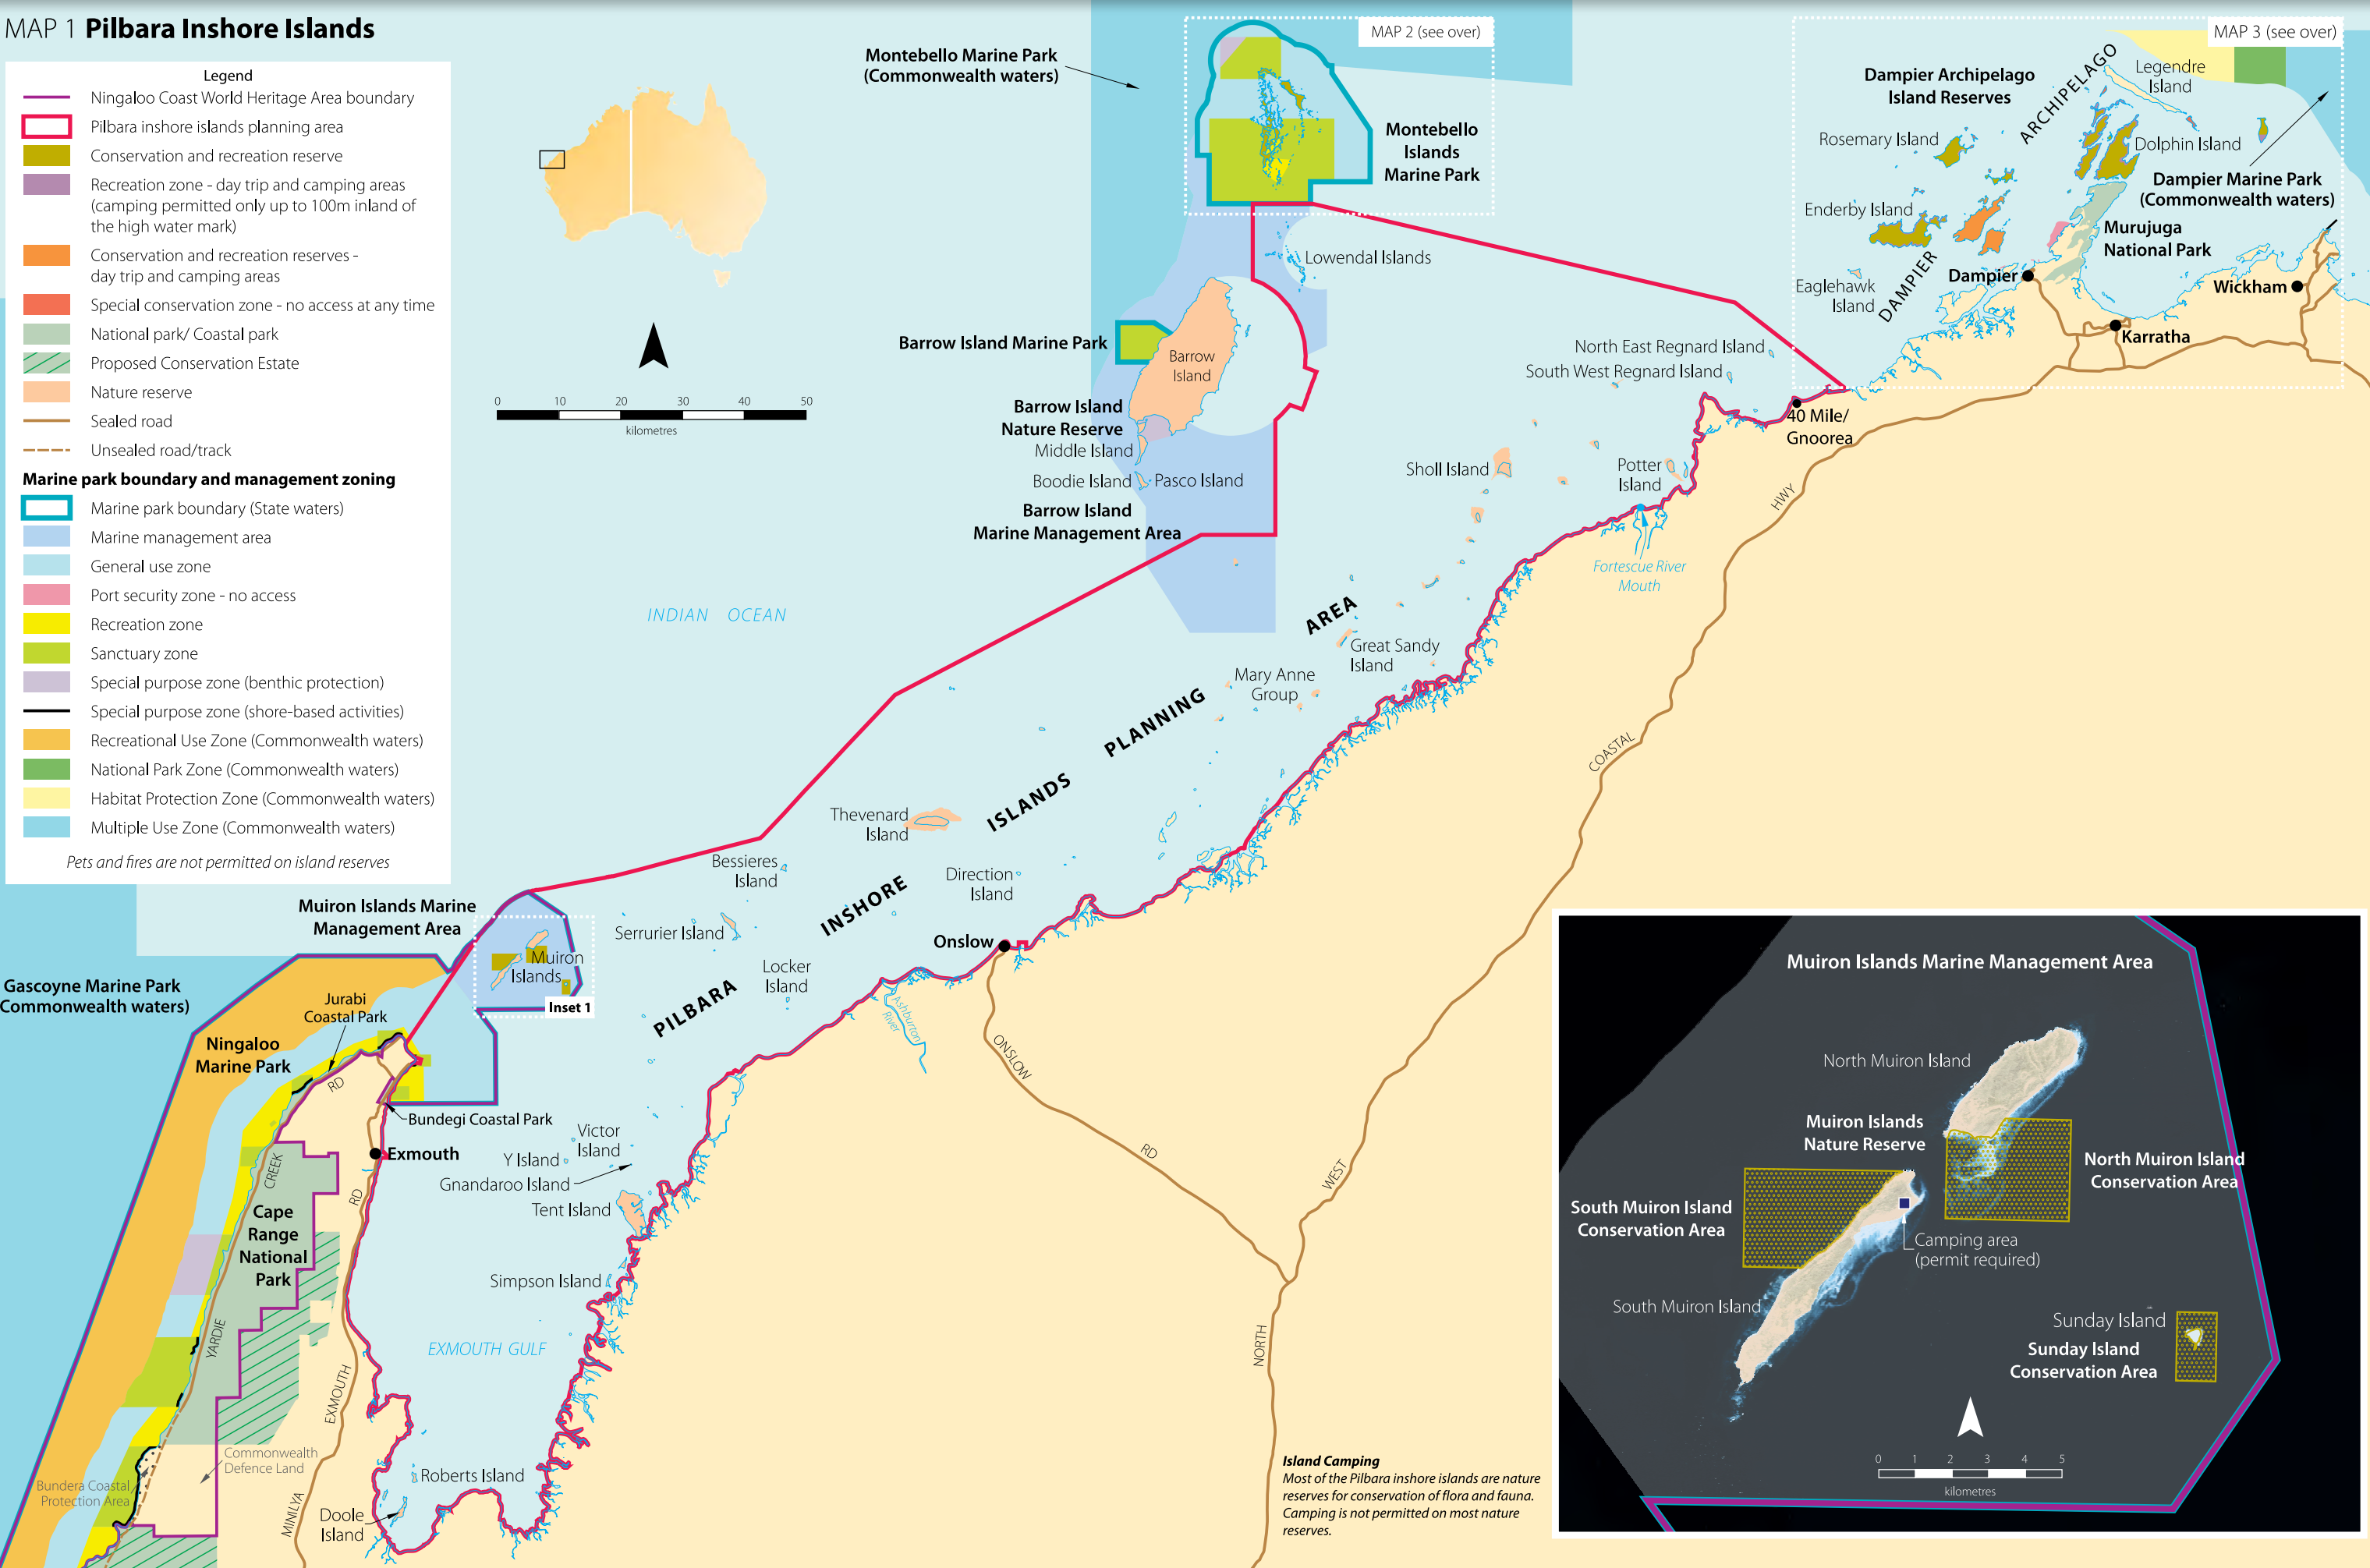 MAP 1 Pilbara Inshore Islands
Legend
Ningaloo Coast World Heritage Area boundary
Pilbara inshore islands planning area
Conservation and recreation reserve
Recreation zone - day trip and camping areas
(camping permitted only up to 100m inland of
the high water mark)
Conservation and recreation reserves -
day trip and camping areas
Special conservation zone - no access at any time
National park/ Coastal park
Proposed Conservation Estate
Nature reserve
Sealed road
Unsealed road/track
Marine park boundary and management zoning
Marine park boundary (State waters)
Marine management area
General use zone
Port security zone - no access
Recreation zone
Sanctuary zone
Special purpose zone (benthic protection)
Special purpose zone (shore-based activities)
Recreational Use Zone (Commonwealth waters)
National Park Zone (Commonwealth waters)
Habitat Protection Zone (Commonwealth waters)
Multiple Use Zone (Commonwealth waters)
Pets and fires are not permitted on island reserves
0 10 20 30 40 50
kilometres
MAP 2 (see over)
Montebello Marine Park
(Commonwealth waters)
Montebello
Islands
Marine Park
Lowendal Islands
Barrow Island Marine Park
Barrow
Island
Barrow Island
Nature Reserve
Middle Island
Boodie Island
Pasco Island
Barrow Island
Marine Management Area
MAP 3 (see over)
Dampier Archipelago
Island Reserves
DAMPIER ARCHIPELAGO
Legendre
Island
Rosemary Island
Dolphin Island
Dampier Marine Park
(Commonwealth waters)
Enderby Island
Murujuga
National Park
Eaglehawk
Island
Dampier
Wickham
Karratha
North East Regnard Island
South West Regnard Island
40 Mile/
Gnoorea
Sholl Island
Potter
Island
Fortescue River
Mouth
NORTH WEST COASTAL HWY
INDIAN OCEAN
PILBARA INSHORE ISLANDS PLANNING AREA
Great Sandy
Island
Mary Anne
Group
Thevenard
Island
Bessieres
Island
Direction
Island
Serrurier Island
Locker
Island
Onslow
Ashburton
River
ONSLOW RD
Muiron Islands Marine
Management Area
Muiron
Islands
Inset 1
Gascoyne Marine Park
Commonwealth waters)
Jurabi
Coastal Park
Ningaloo
Marine Park
RD
Bundegi Coastal Park
Exmouth
Victor
Island
Y Island
Gnandaroo Island
Tent Island
Simpson Island
EXMOUTH GULF
Cape
Range
National
Park
YARDIE CREEK
MINILYA EXMOUTH RD
Commonwealth
Defence Land
Bundera Coastal
Protection Area
Roberts Island
Doole
Island
Island Camping
Most of the Pilbara inshore islands are nature
reserves for conservation of flora and fauna.
Camping is not permitted on most nature
reserves.
Muiron Islands Marine Management Area
North Muiron Island
Muiron Islands
Nature Reserve
North Muiron Island
Conservation Area
South Muiron Island
Conservation Area
Camping area
(permit required)
South Muiron Island
Sunday Island
Sunday Island
Conservation Area
0 1 2 3 4 5
kilometres